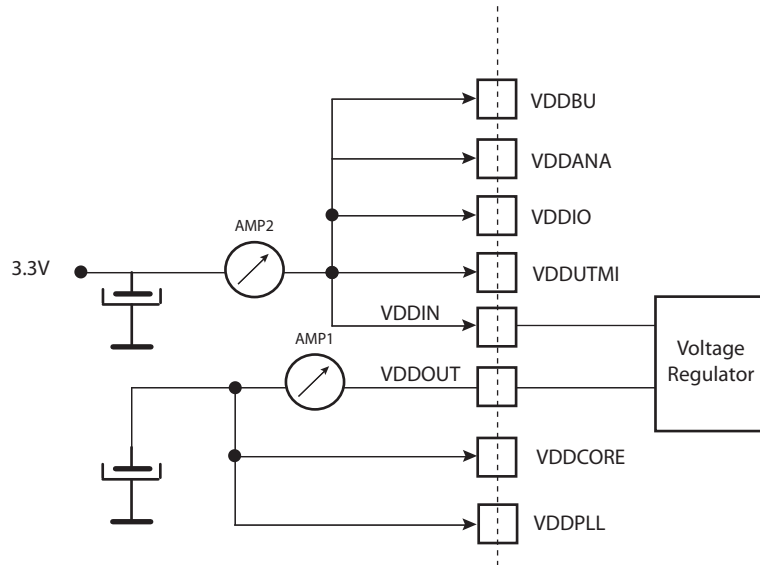 VDDBU
VDDANA
VDDIO
AMP2
3.3V
VDDUTMI
VDDIN
AMP1
VDDOUT
Voltage
Regulator
VDDCORE
VDDPLL